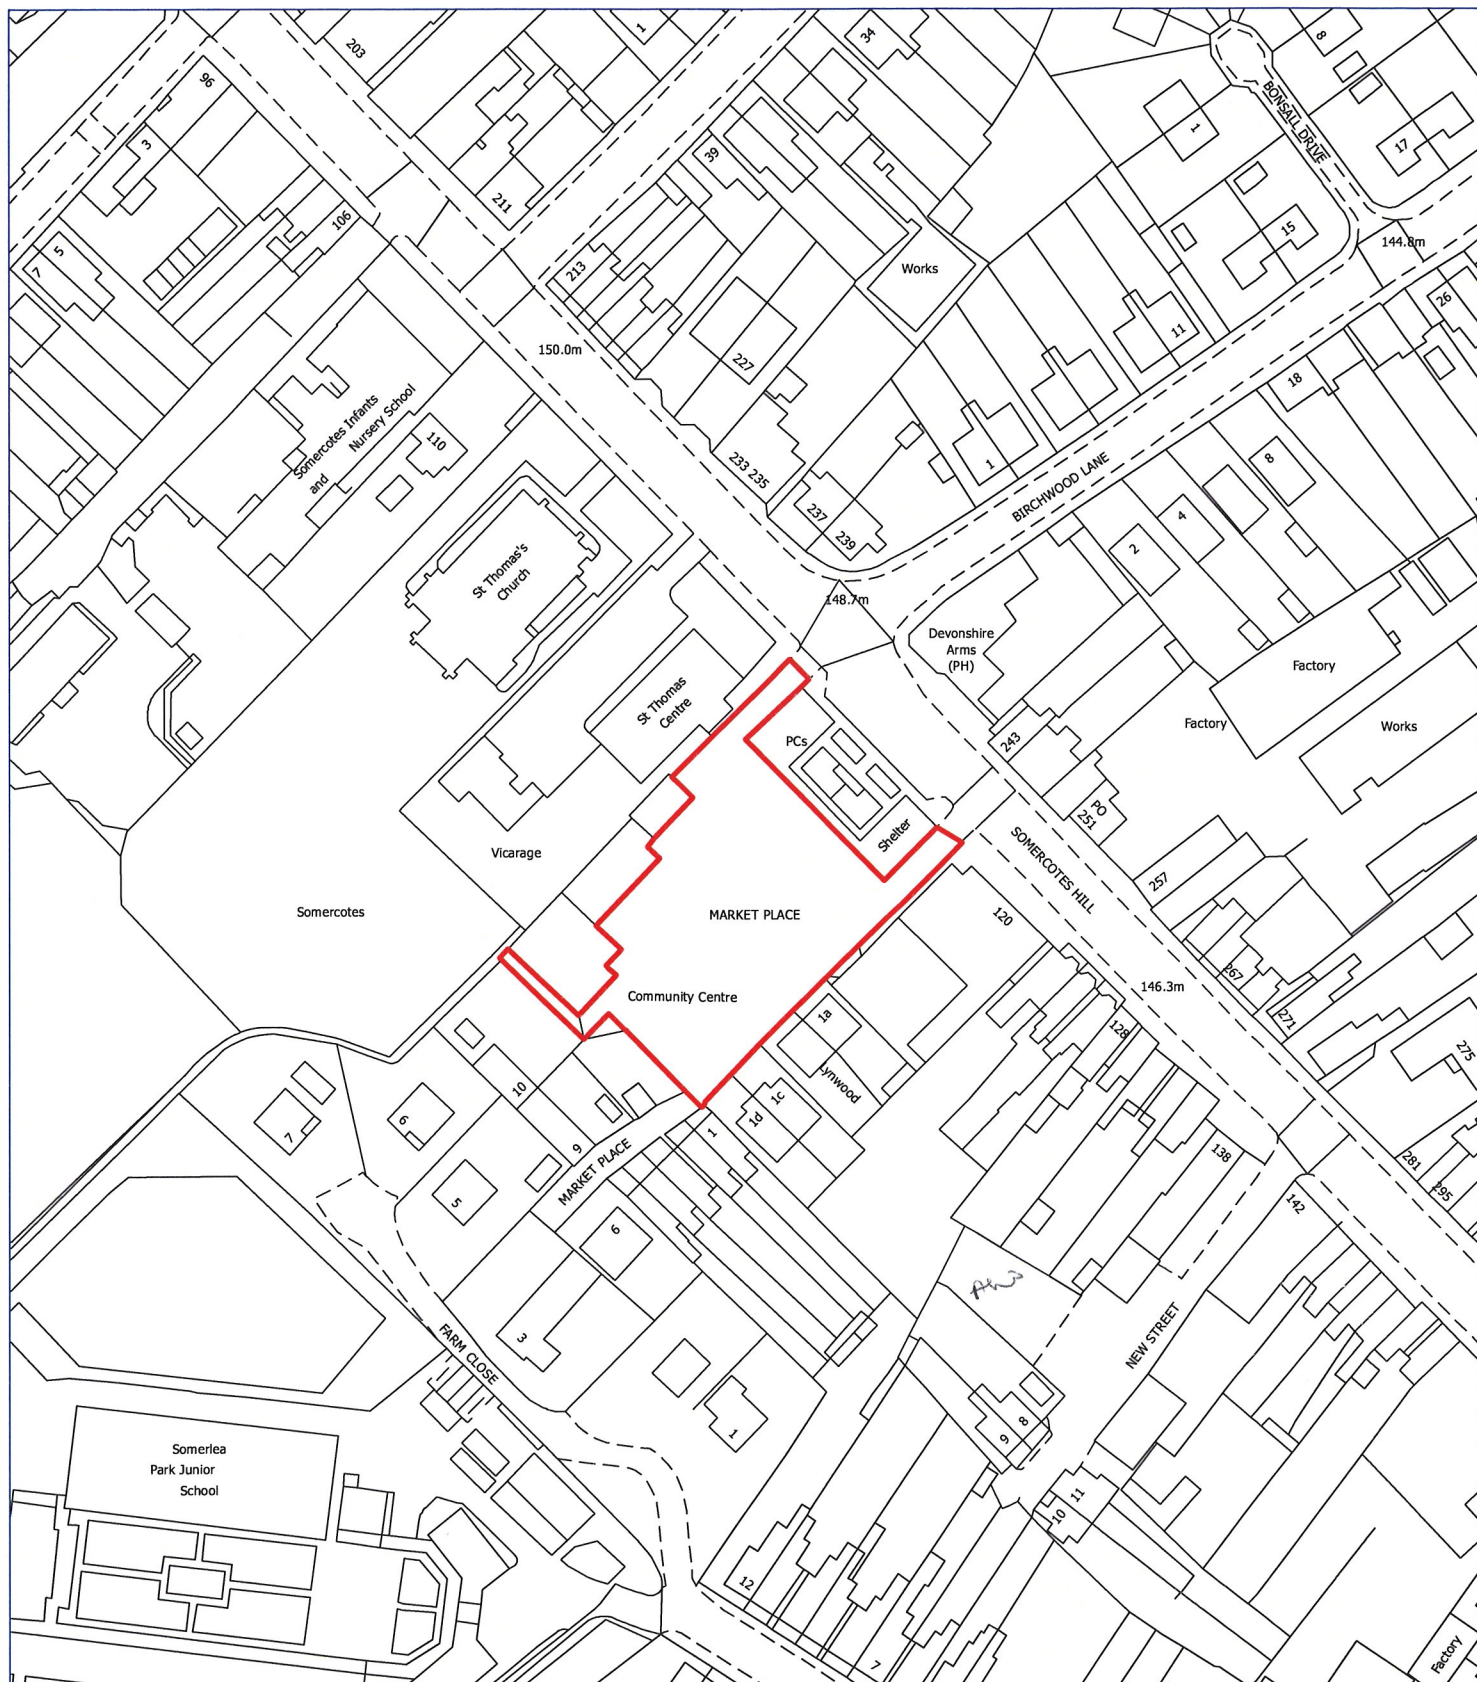 203
1
34
8
BONSALL DRIVE
96
3
39
1
17
211
106
15
5
7
213
144.8m
Works
26
11
227
150.0m
18
Somercotes Infants
and
Nursery School
110
233 235
1
8
BIRCHWOOD LANE
237
239
4
2
St Thomas's
Church
148.7m
Devonshire
Arms
(PH)
Factory
St Thomas
Centre
Factory
Works
PCs
243
PO
251
Shelter
Vicarage
SOMERCOTES HILL
257
Somercotes
MARKET PLACE
120
267
146.3m
Community Centre
1a
128
271
275
Lynwood
10
1c
1d
7
6
9
1
138
281
MARKET PLACE
5
295
142
6
3
FARM CLOSE
NEW STREET
1
8
9
Somerlea
Park Junior
School
11
10
12
7
Factory